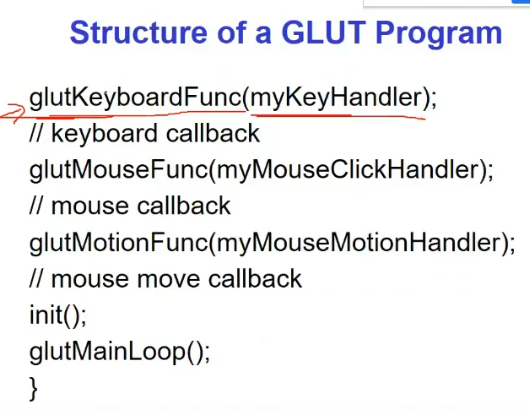 Structure of a GLUT Program
glutKeyboardFunc(myKeyHandler);
// keyboard callback
glutMouseFunc(myMouseClickHandler);
// mouse callback
glutMotionFunc(myMouseMotionHandler);
// mouse move callback
init();
glutMainLoop();
}